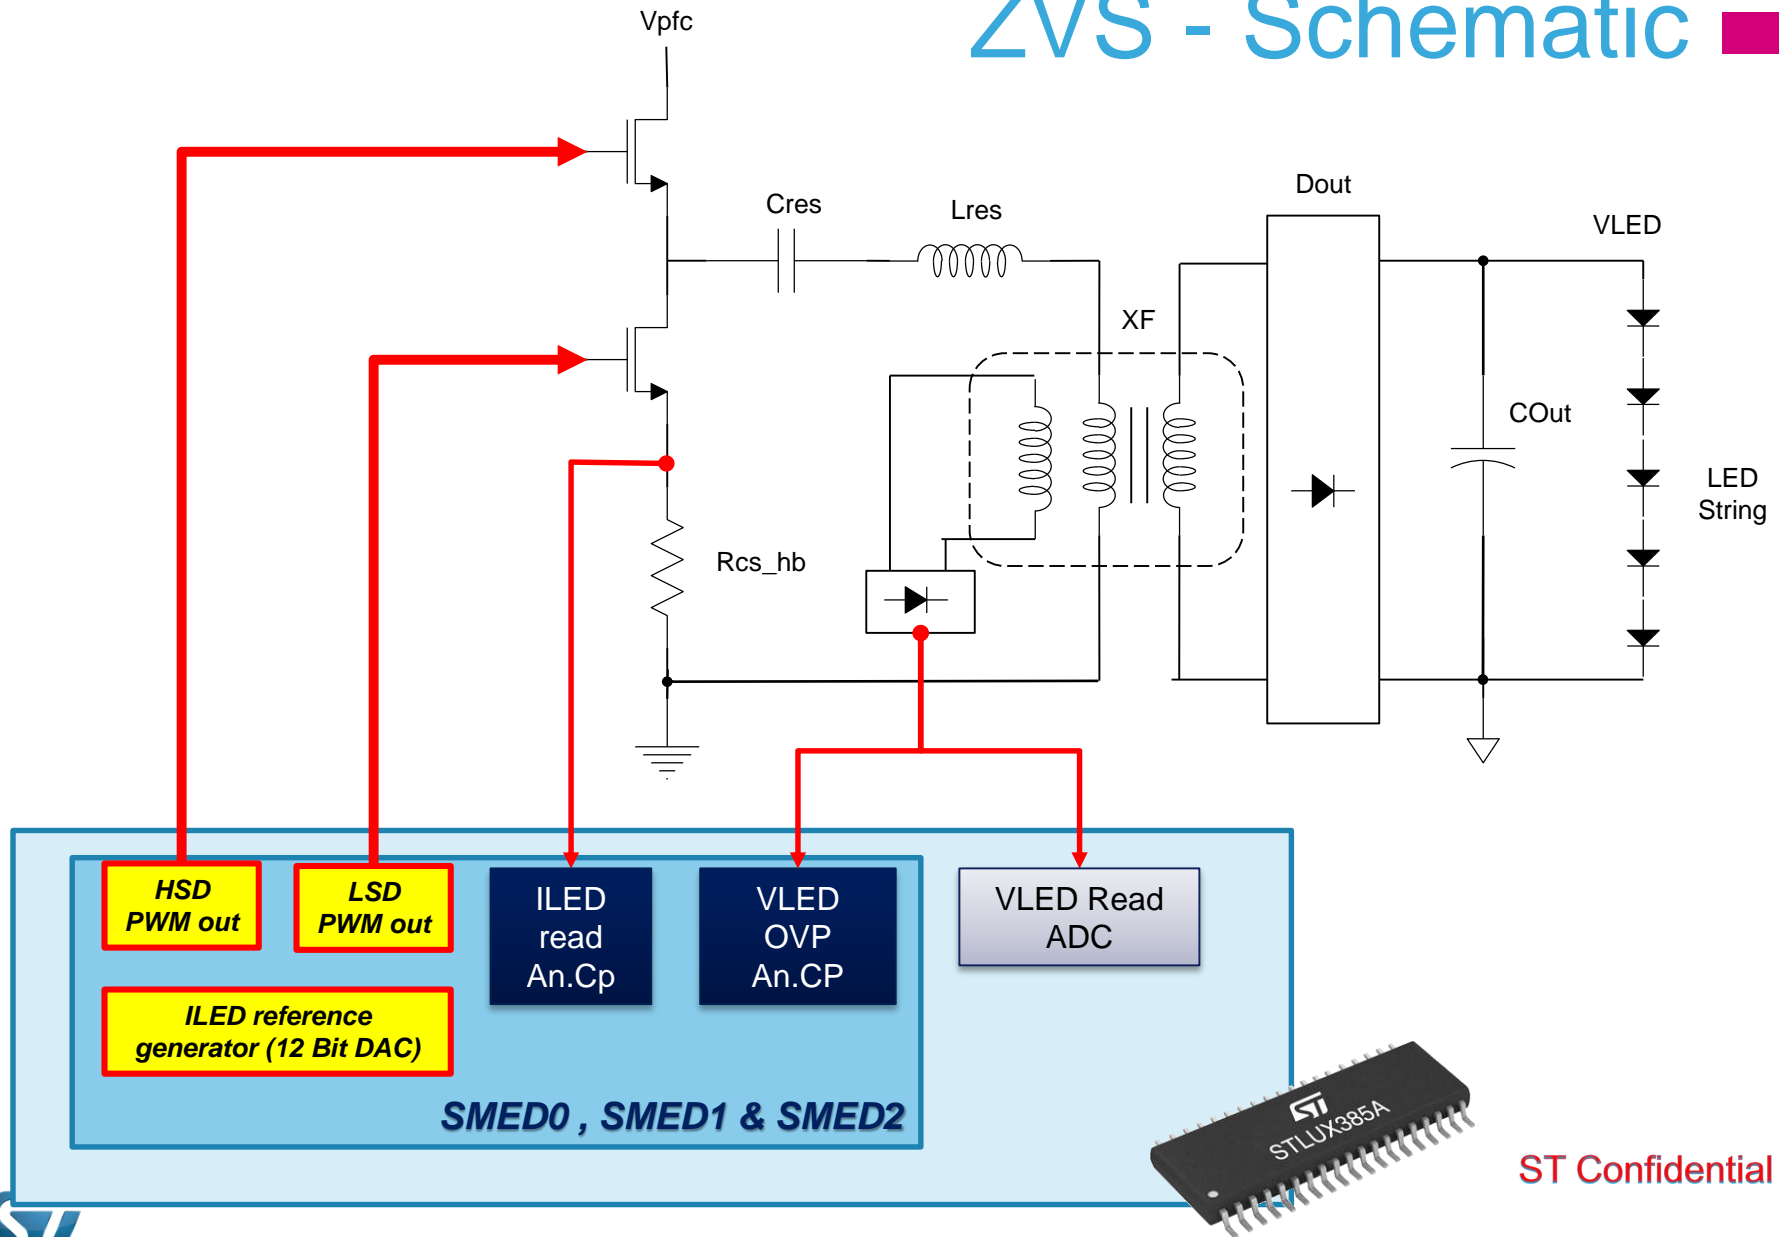 ZVS - Schematic
Vpfc
Cres
Lres
Dout
VLED
XF
COut
LED
String
Rcs_hb
HSD
PWM out
LSD
PWM out
ILED
read
An.Cp
VLED
OVP
An.CP
VLED Read
ADC
ILED reference
generator (12 Bit DAC)
SMED0 , SMED1 & SMED2
ST
STLUX385A
ST Confidential
ST